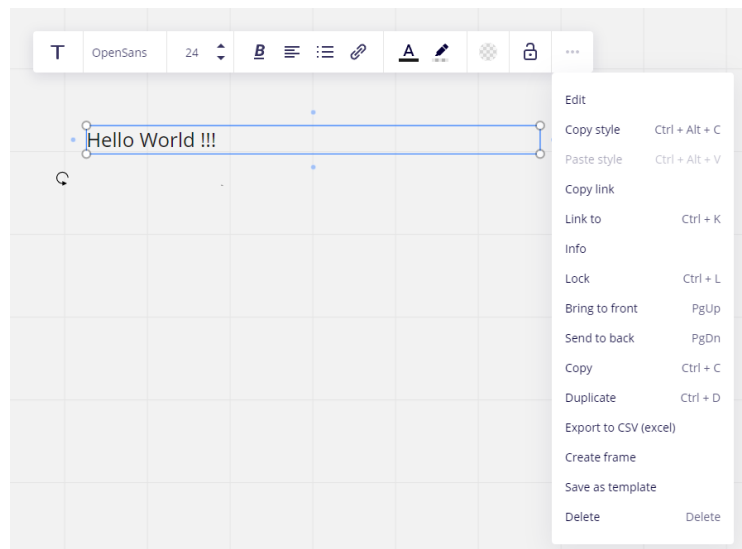 T OpenSans 24 B A
Hello World !!!
Edit
Copy style Ctrl + Alt + C
Paste style Ctrl + Alt + V
Copy link
Link to Ctrl + K
Info
Lock Ctrl + L
Bring to front PgUp
Send to back PgDn
Copy Ctrl + C
Duplicate Ctrl + D
Export to CSV (excel)
Create frame
Save as template
Delete Delete